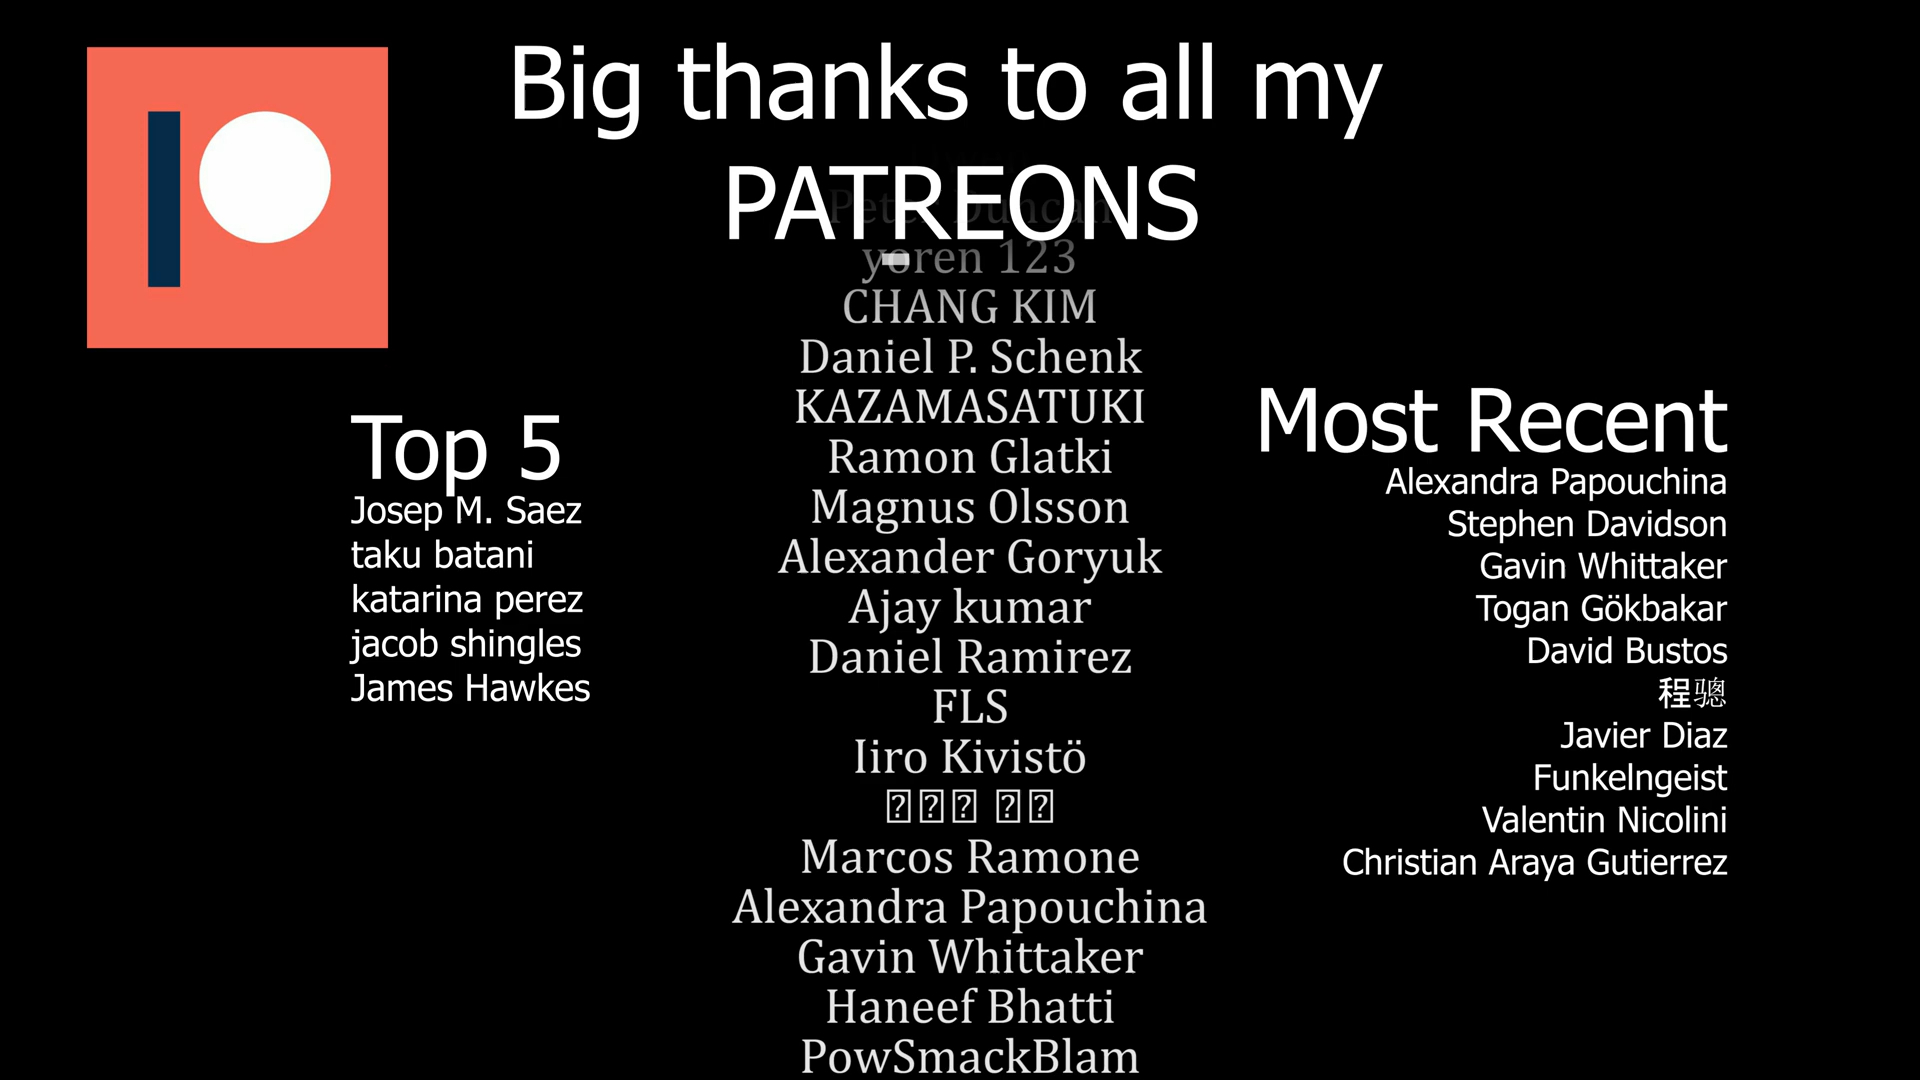 Big thanks to all my
PATREONS
Peter Duncan
yoren 123
CHANG KIM
Daniel P. Schenk
KAZAMASATUKI
Ramon Glatki
Magnus Olsson
Alexander Goryuk
Ajay kumar
Daniel Ramirez
FLS
Iiro Kivistö
Marcos Ramone
Alexandra Papouchina
Gavin Whittaker
Haneef Bhatti
PowSmackBlam
Top 5
Josep M. Saez
taku batani
katarina perez
jacob shingles
James Hawkes
Most Recent
Alexandra Papouchina
Stephen Davidson
Gavin Whittaker
Togan Gökbakar
David Bustos
程骢
Javier Diaz
Funkelngeist
Valentin Nicolini
Christian Araya Gutierrez